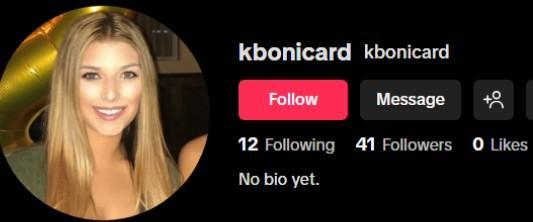 kbonicard kbonicard
Follow Message
12 Following 41 Followers 0 Likes
No bio yet.